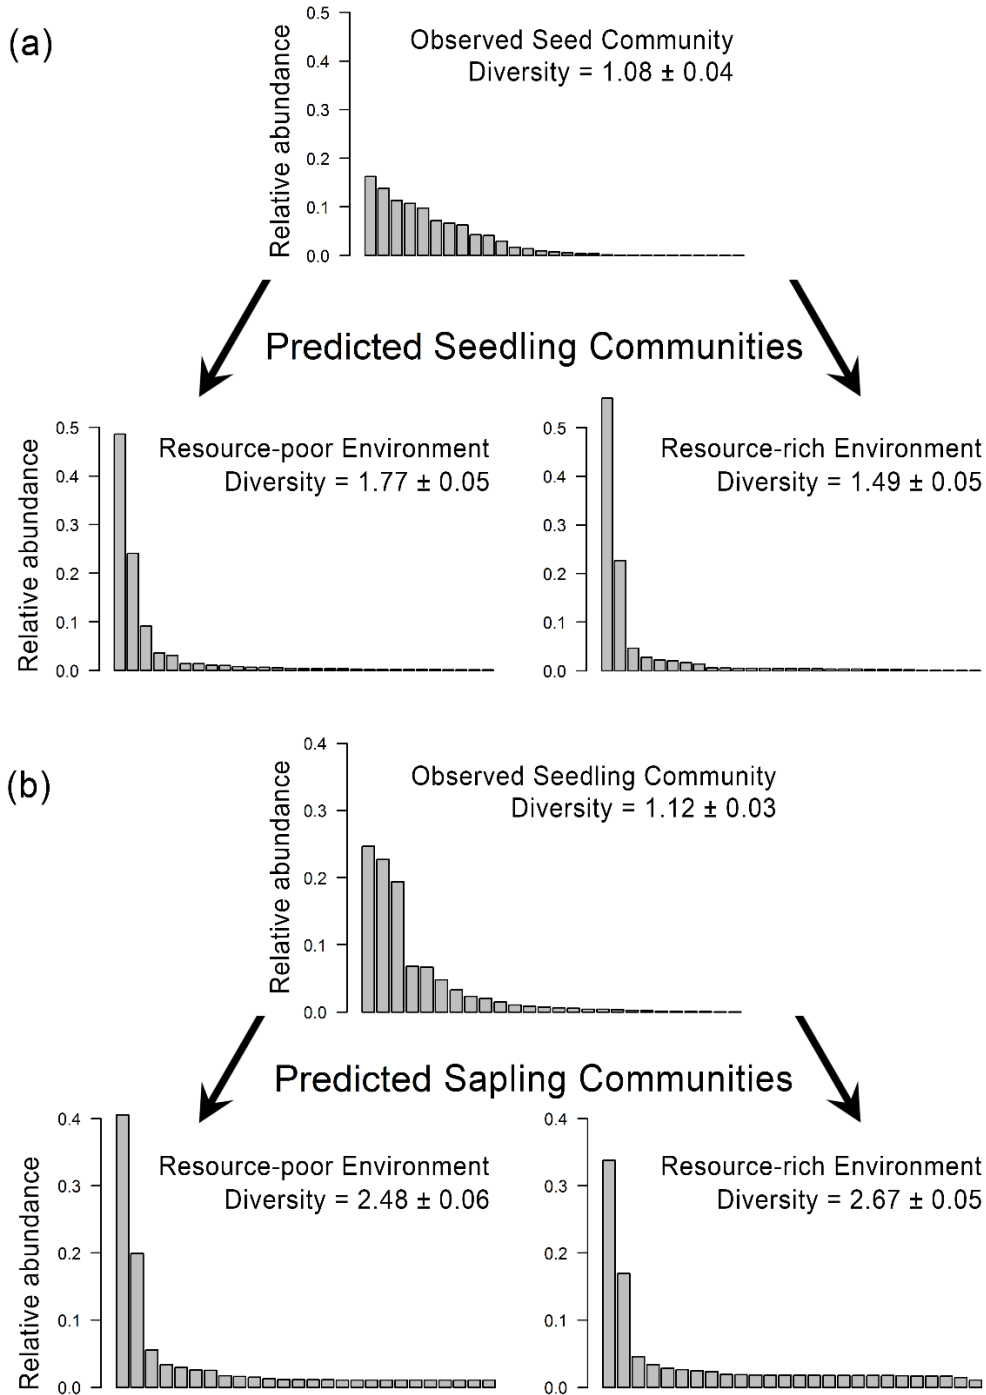 (a)
Relative abundance
0.5
0.4
0.3
0.2
0.1
0.0
Observed Seed Community
Diversity = 1.08 ± 0.04
Predicted Seedling Communities
Relative abundance
0.5
0.4
0.3
0.2
0.1
0.0
Resource-poor Environment
Diversity = 1.77 ± 0.05
0.5
0.4
0.3
0.2
0.1
0.0
Resource-rich Environment
Diversity = 1.49 ± 0.05
(b)
Relative abundance
0.4
0.3
0.2
0.1
0.0
Observed Seedling Community
Diversity = 1.12 ± 0.03
Predicted Sapling Communities
Relative abundance
0.4
0.3
0.2
0.1
0.0
Resource-poor Environment
Diversity = 2.48 ± 0.06
0.4
0.3
0.2
0.1
0.0
Resource-rich Environment
Diversity = 2.67 ± 0.05